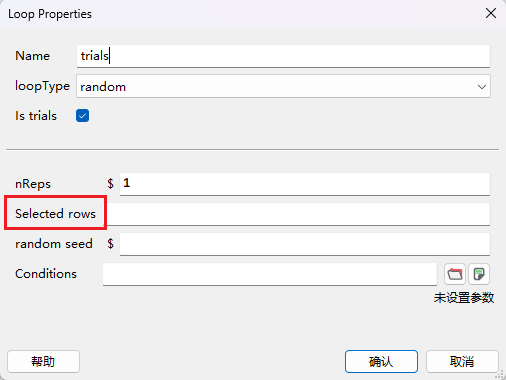 Loop Properties
Name trials
loopType random
Is trials
nReps $ 1
Selected rows
random seed $
Conditions
未设置参数
帮助 确认 取消